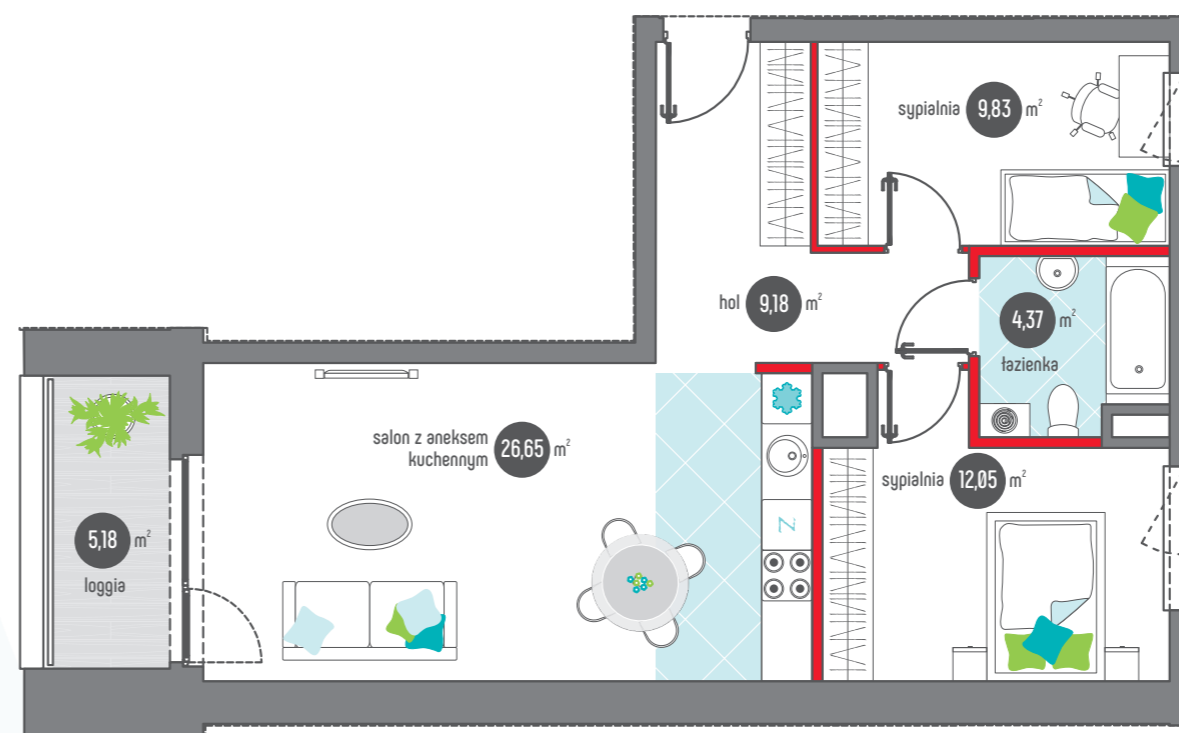 sypialnia 9,83 m²
hol 9,18 m²
4,37 m²
łazienka
salon z aneksem
kuchennym 26,65 m²
sypialnia 12,05 m²
5,18 m²
loggia
Z